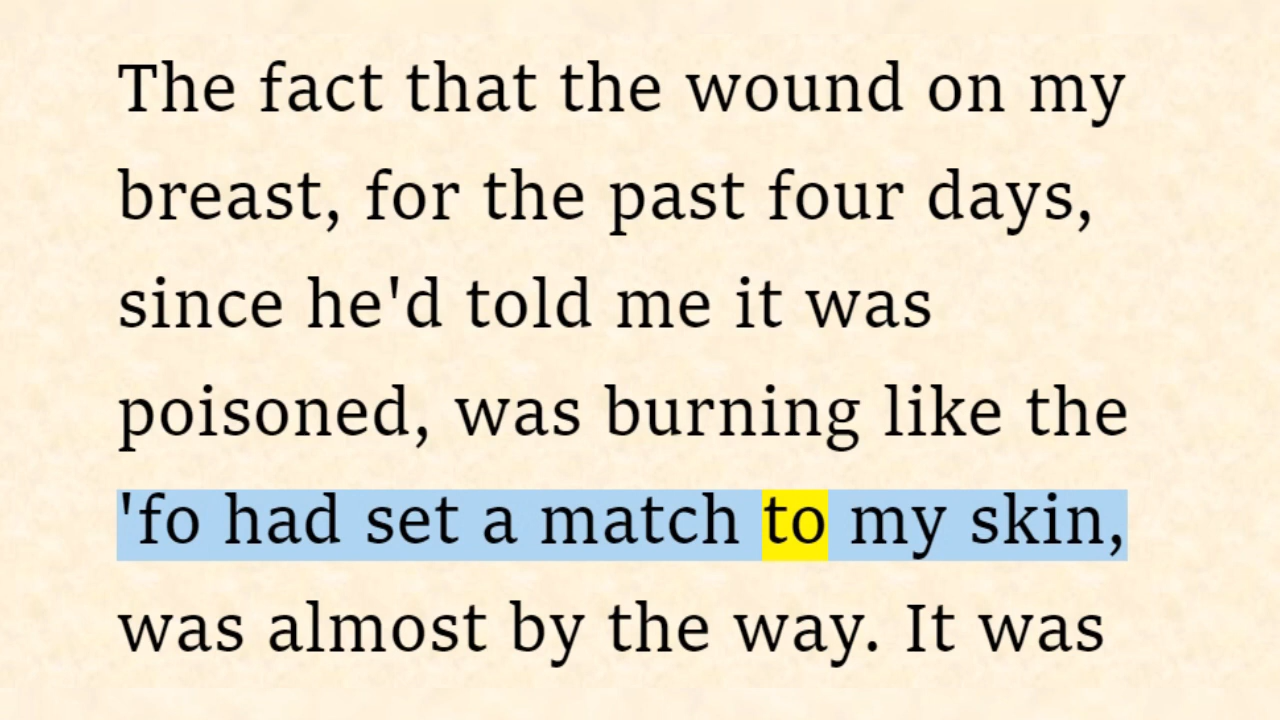 The fact that the wound on my
breast, for the past four days,
since he'd told me it was
poisoned, was burning like the
'fo had set a match to my skin,
was almost by the way. It was